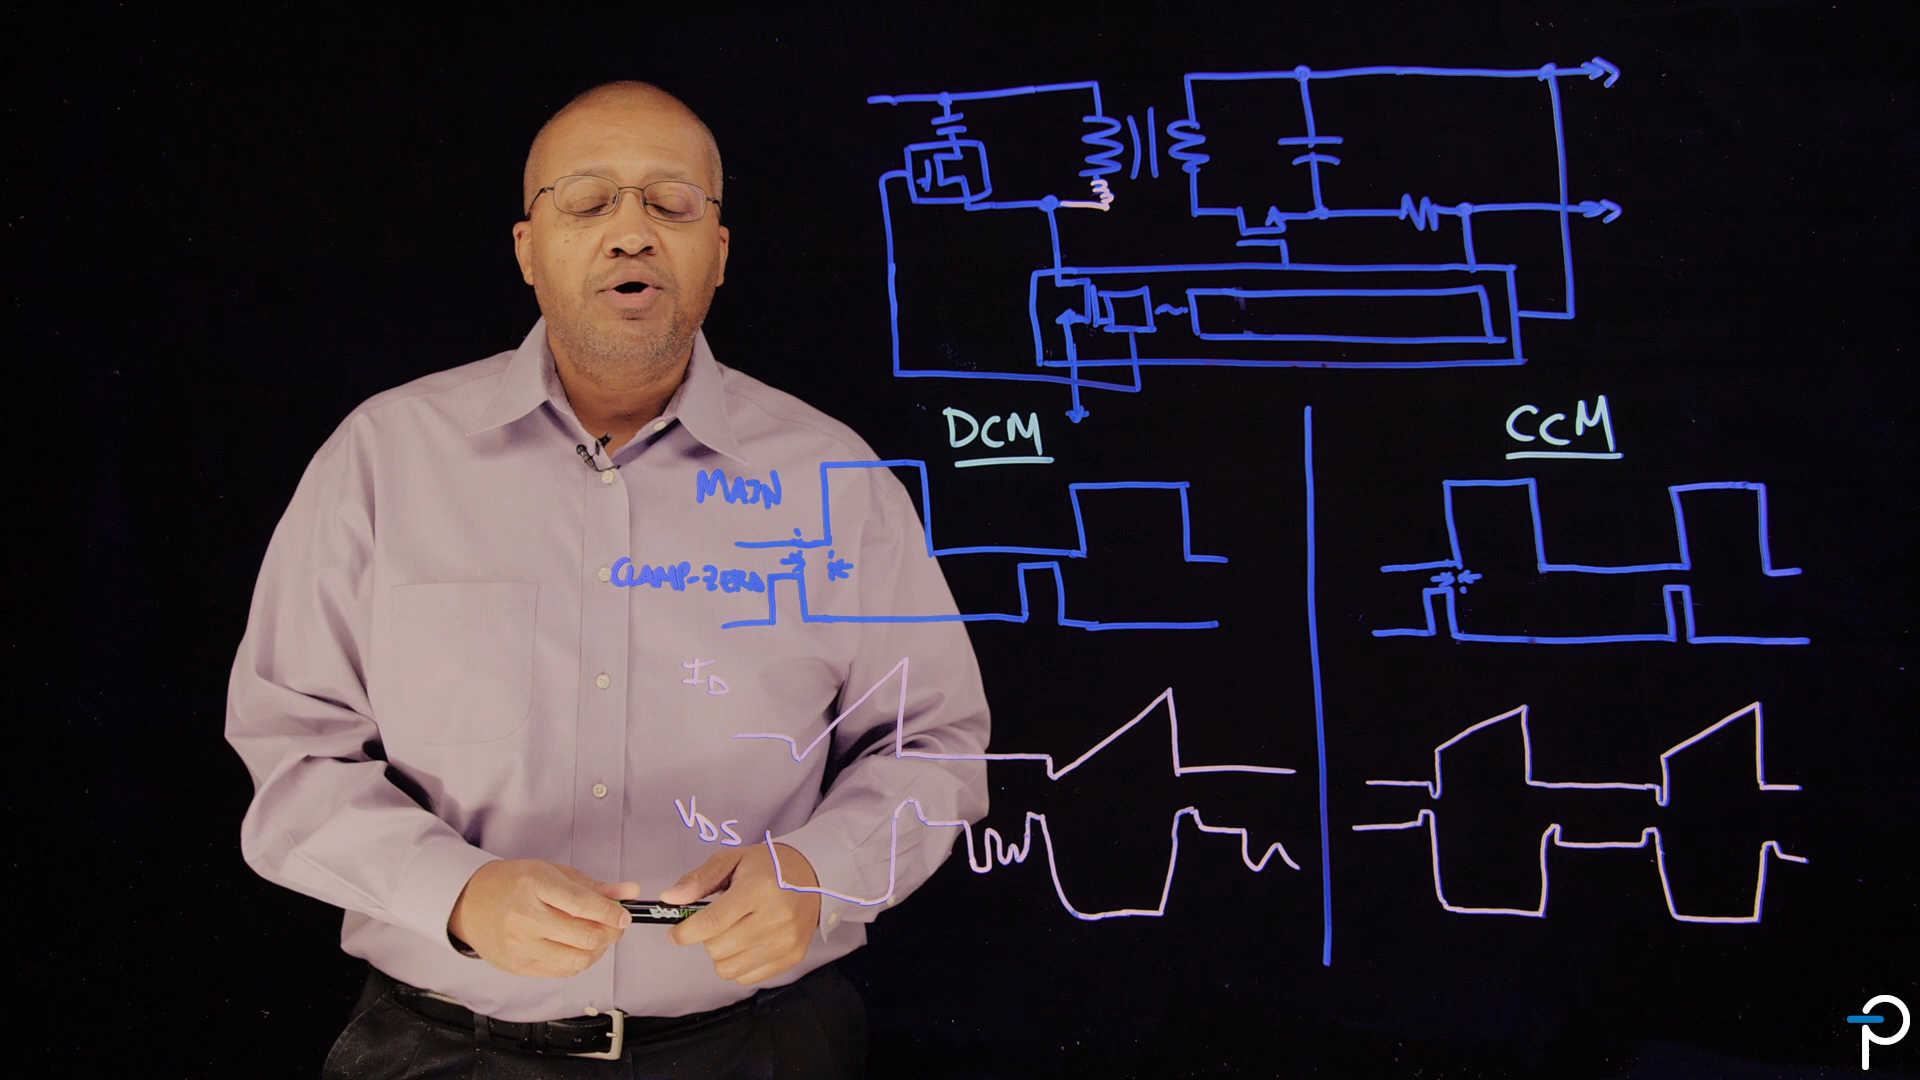 DCM
CCM
MAIN
CLAMP-ZERO
ID
VDS